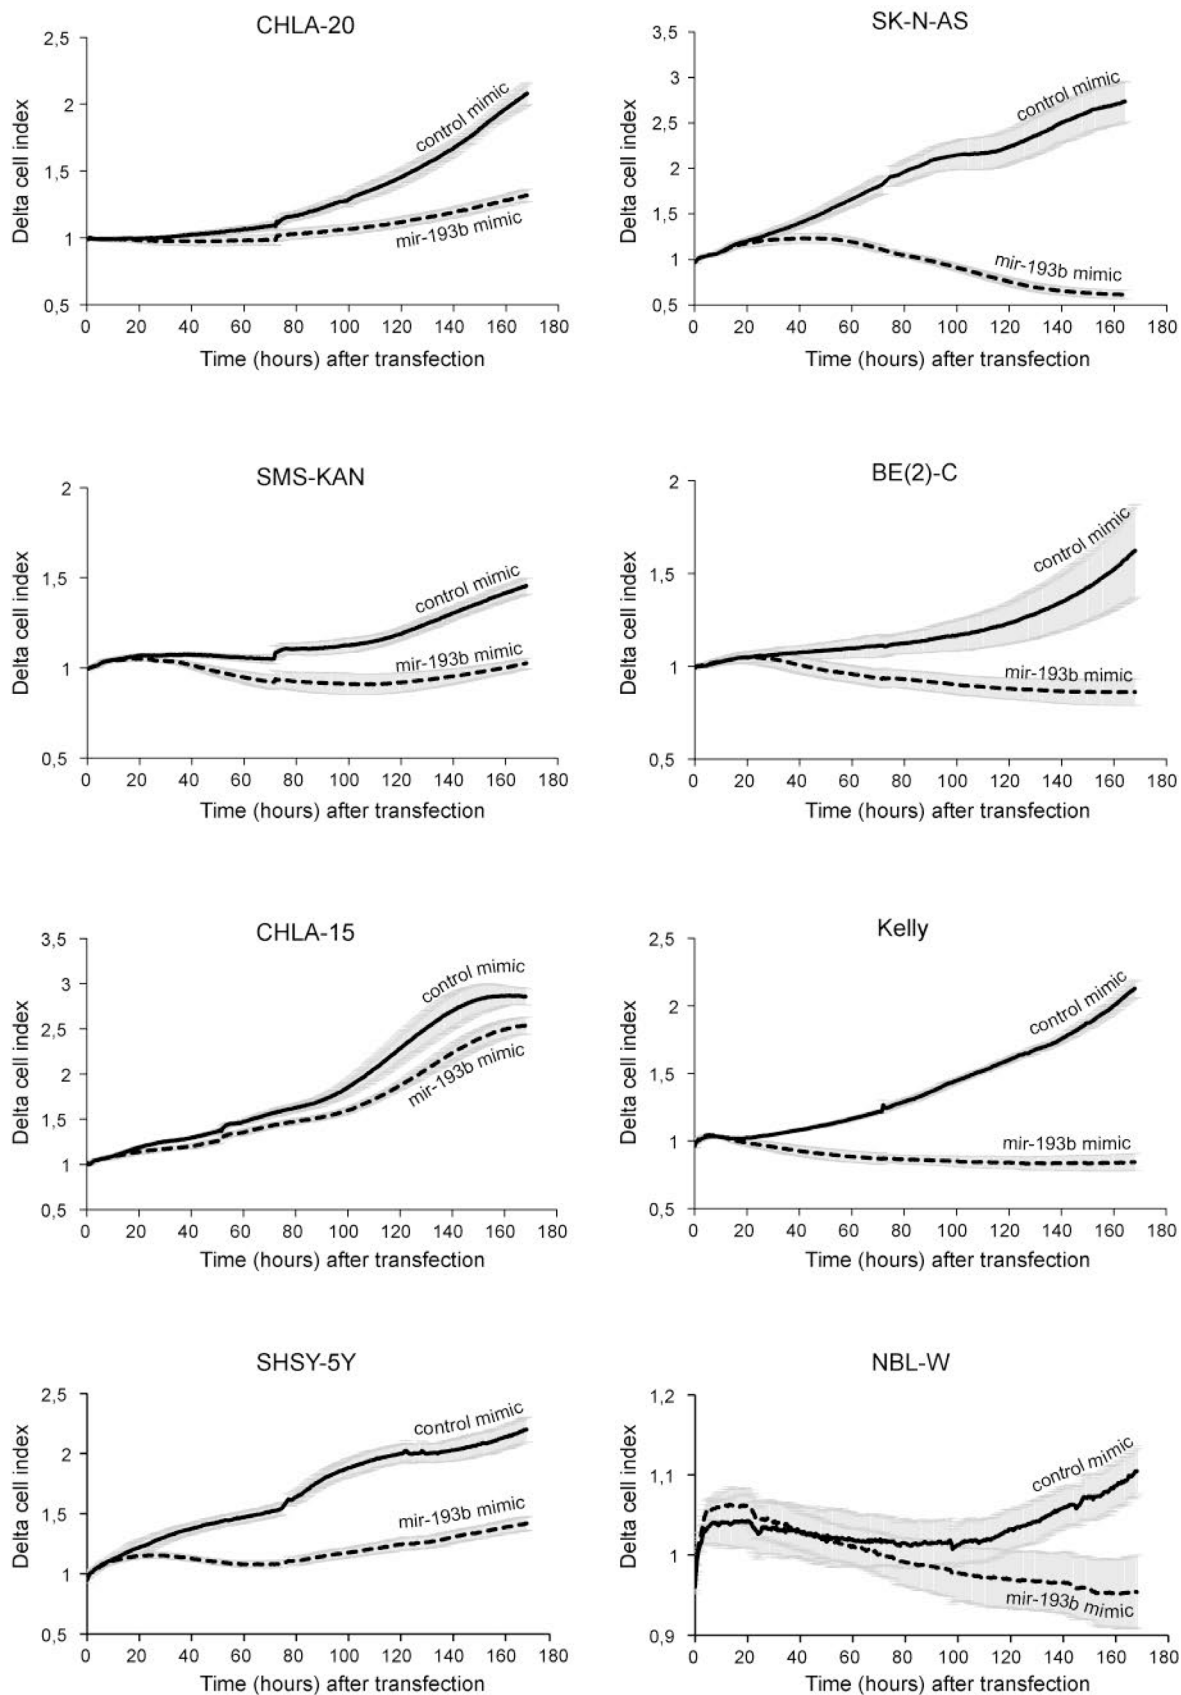 CHLA-20
2,5
2
1,5
1
0,5
Delta cell index
control mimic
mir-193b mimic
0 20 40 60 80 100 120 140 160 180
Time (hours) after transfection
SK-N-AS
3,5
3
2,5
2
1,5
1
0,5
Delta cell index
control mimic
mir-193b mimic
0 20 40 60 80 100 120 140 160 180
Time (hours) after transfection
SMS-KAN
2
1,5
1
0,5
Delta cell index
control mimic
mir-193b mimic
0 20 40 60 80 100 120 140 160 180
Time (hours) after transfection
BE(2)-C
2
1,5
1
0,5
Delta cell index
control mimic
mir-193b mimic
0 20 40 60 80 100 120 140 160 180
Time (hours) after transfection
CHLA-15
3,5
3
2,5
2
1,5
1
0,5
Delta cell index
control mimic
mir-193b mimic
0 20 40 60 80 100 120 140 160 180
Time (hours) after transfection
Kelly
2,5
2
1,5
1
0,5
Delta cell index
control mimic
mir-193b mimic
0 20 40 60 80 100 120 140 160 180
Time (hours) after transfection
SHSY-5Y
2,5
2
1,5
1
0,5
Delta cell index
control mimic
mir-193b mimic
0 20 40 60 80 100 120 140 160 180
Time (hours) after transfection
NBL-W
1,2
1,1
1
0,9
Delta cell index
control mimic
mir-193b mimic
0 20 40 60 80 100 120 140 160 180
Time (hours) after transfection